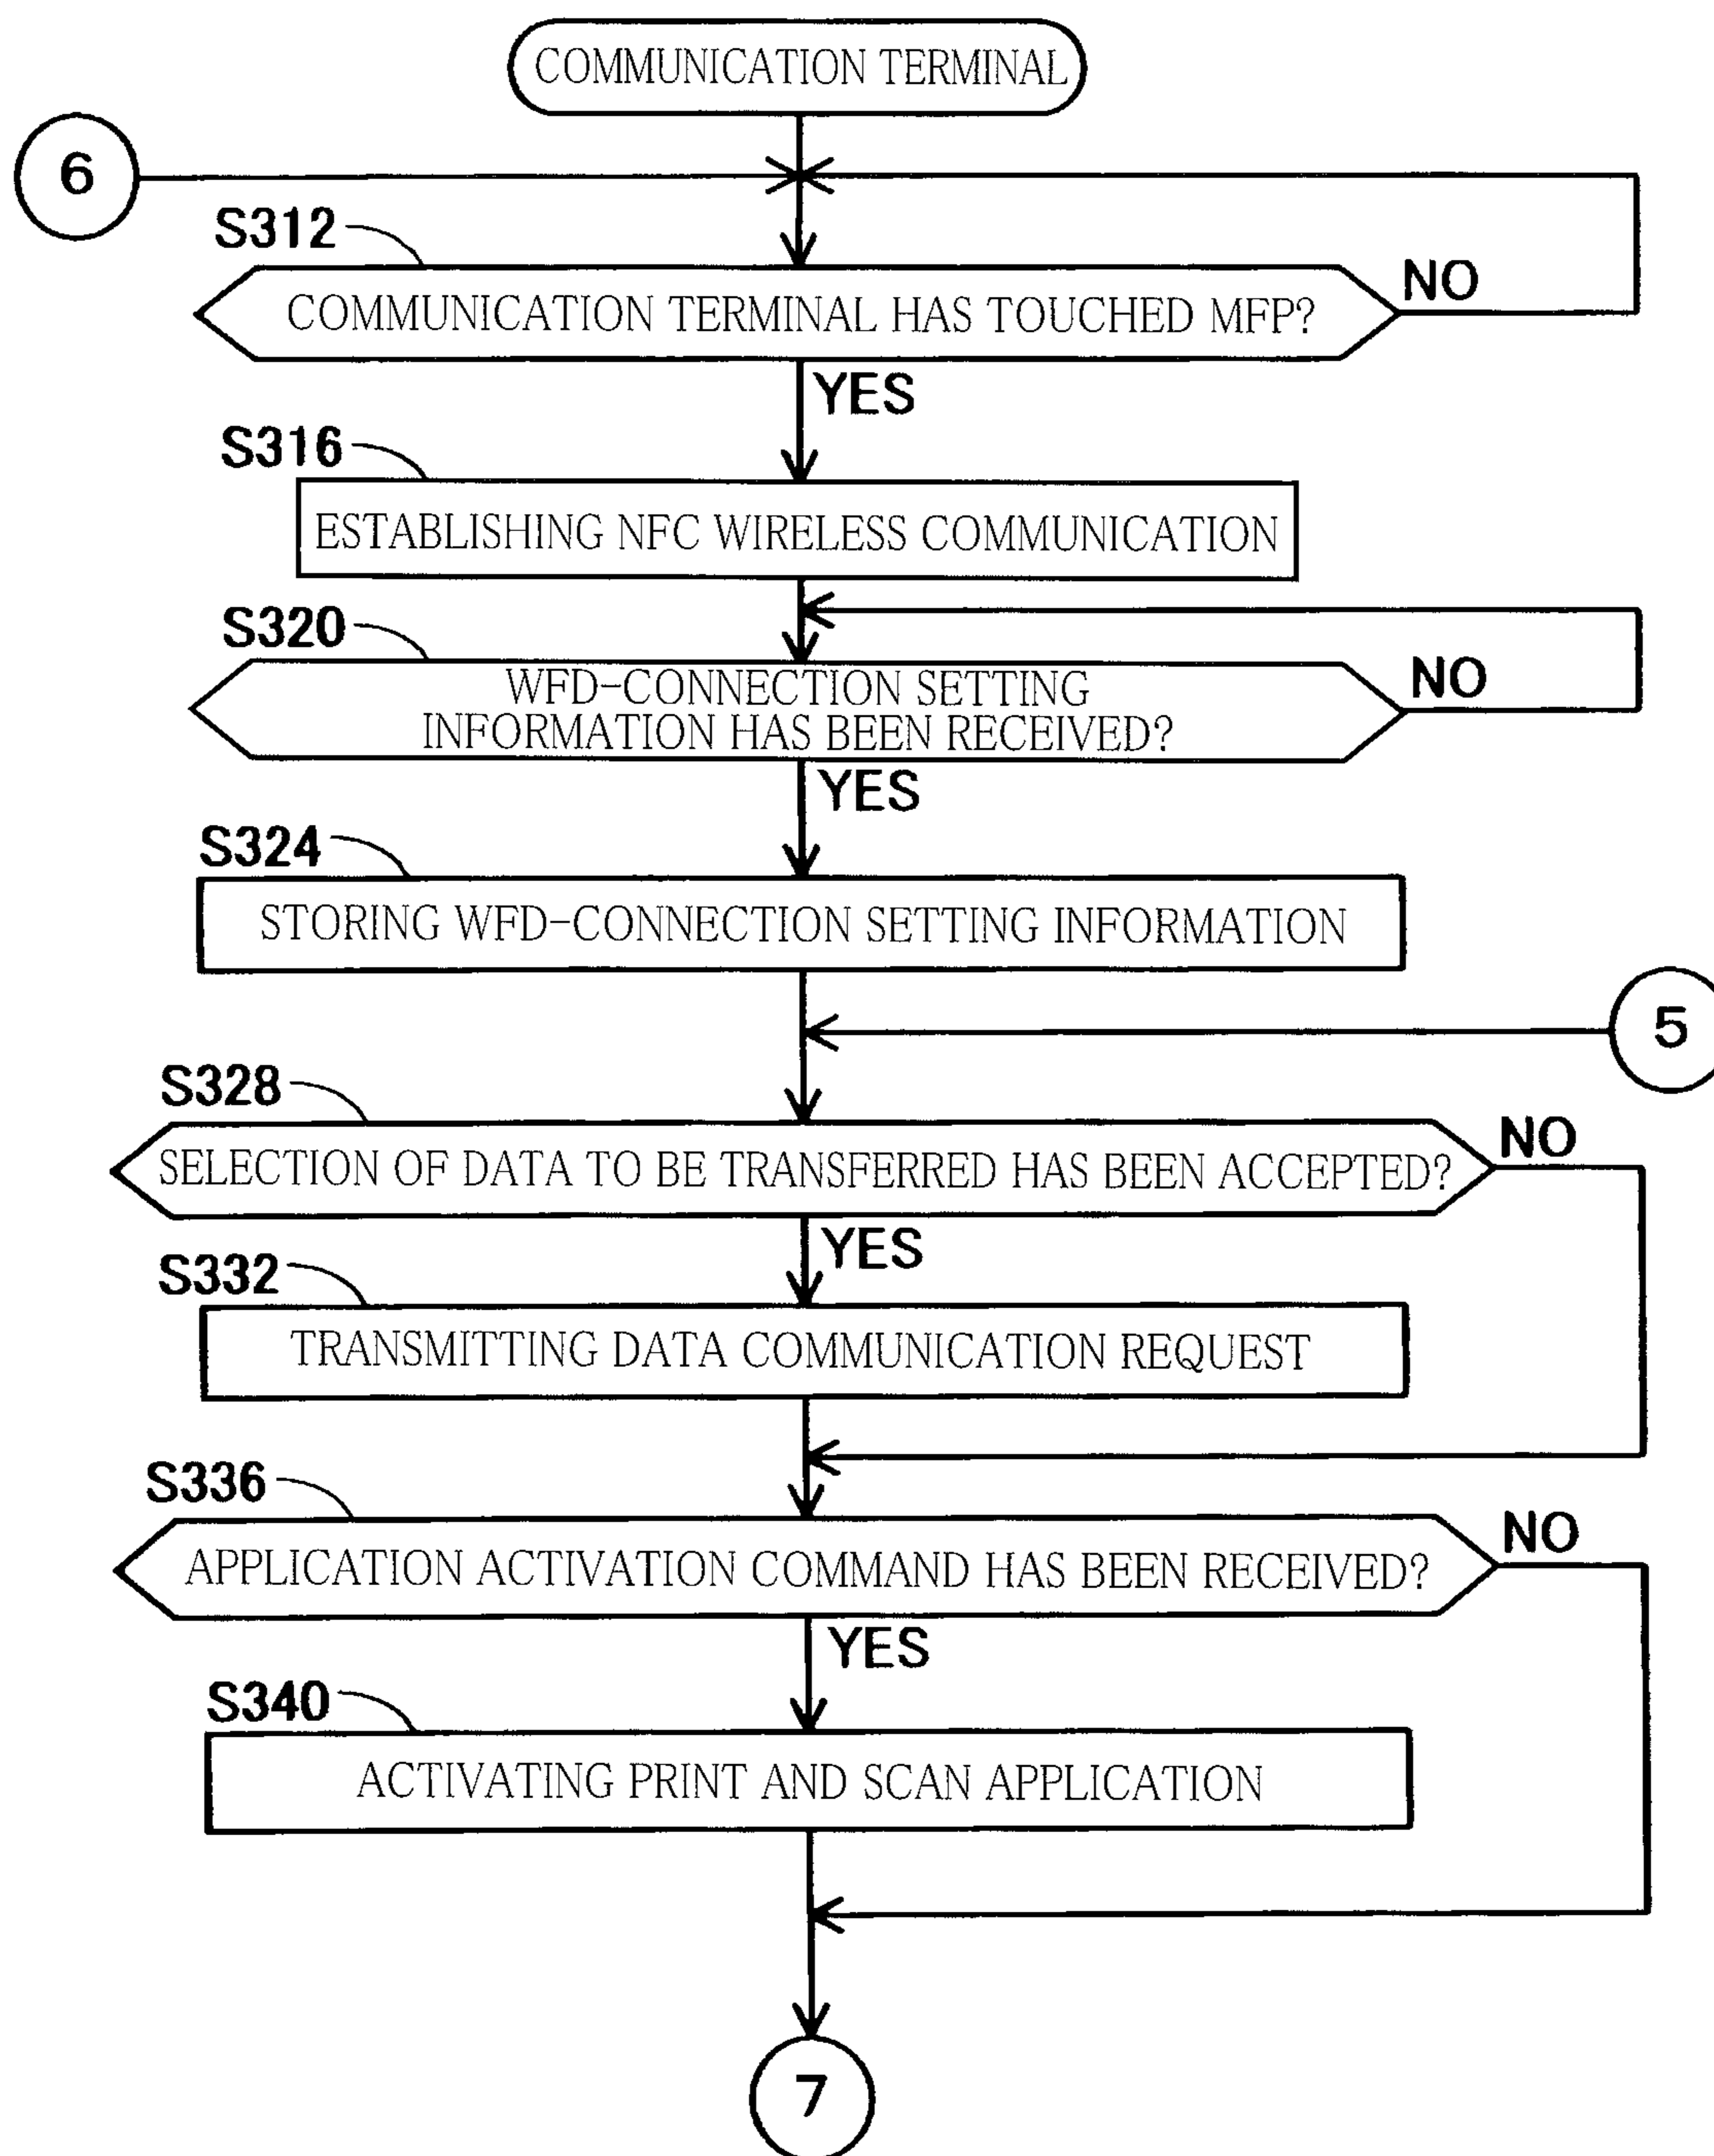 COMMUNICATION TERMINAL
6
S312
COMMUNICATION TERMINAL HAS TOUCHED MFP?
NO
YES
S316
ESTABLISHING NFC WIRELESS COMMUNICATION
S320
WFD-CONNECTION SETTING
INFORMATION HAS BEEN RECEIVED?
NO
YES
S324
STORING WFD-CONNECTION SETTING INFORMATION
5
S328
SELECTION OF DATA TO BE TRANSFERRED HAS BEEN ACCEPTED?
NO
YES
S332
TRANSMITTING DATA COMMUNICATION REQUEST
S336
APPLICATION ACTIVATION COMMAND HAS BEEN RECEIVED?
NO
YES
S340
ACTIVATING PRINT AND SCAN APPLICATION
7